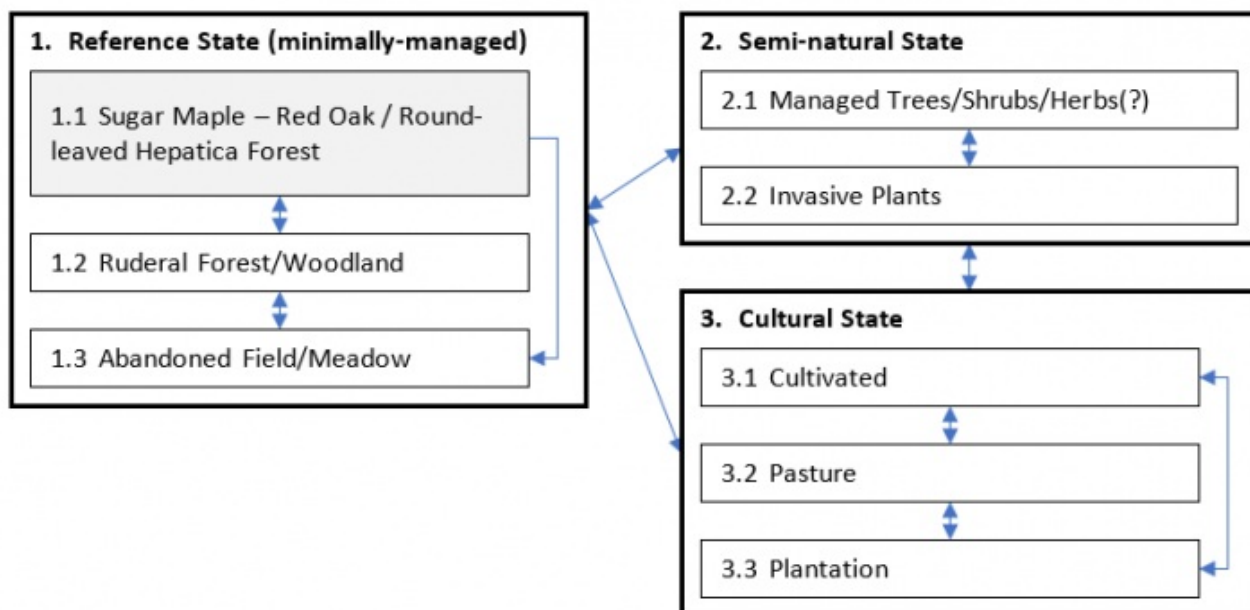 1. Reference State (minimally-managed)
1.1 Sugar Maple – Red Oak / Round-
leaved Hepatica Forest
1.2 Ruderal Forest/Woodland
1.3 Abandoned Field/Meadow
2. Semi-natural State
2.1 Managed Trees/Shrubs/Herbs(?)
2.2 Invasive Plants
3. Cultural State
3.1 Cultivated
3.2 Pasture
3.3 Plantation